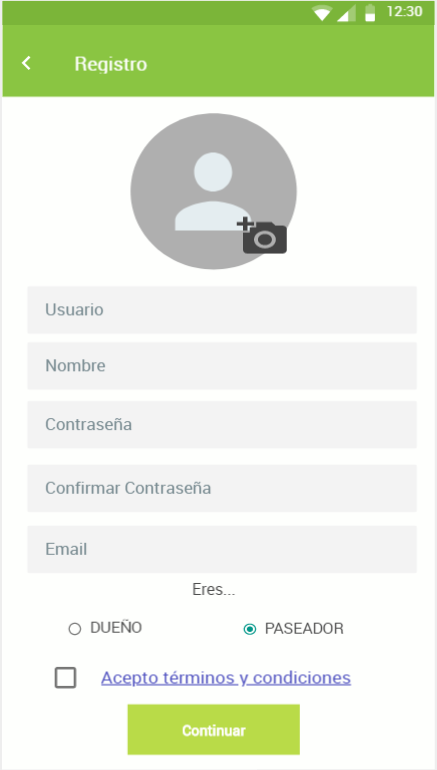 12:30
Registro
Usuario
Nombre
Contraseña
Confirmar Contraseña
Email
Eres...
DUEÑO PASEADOR
Acepto términos y condiciones
Continuar